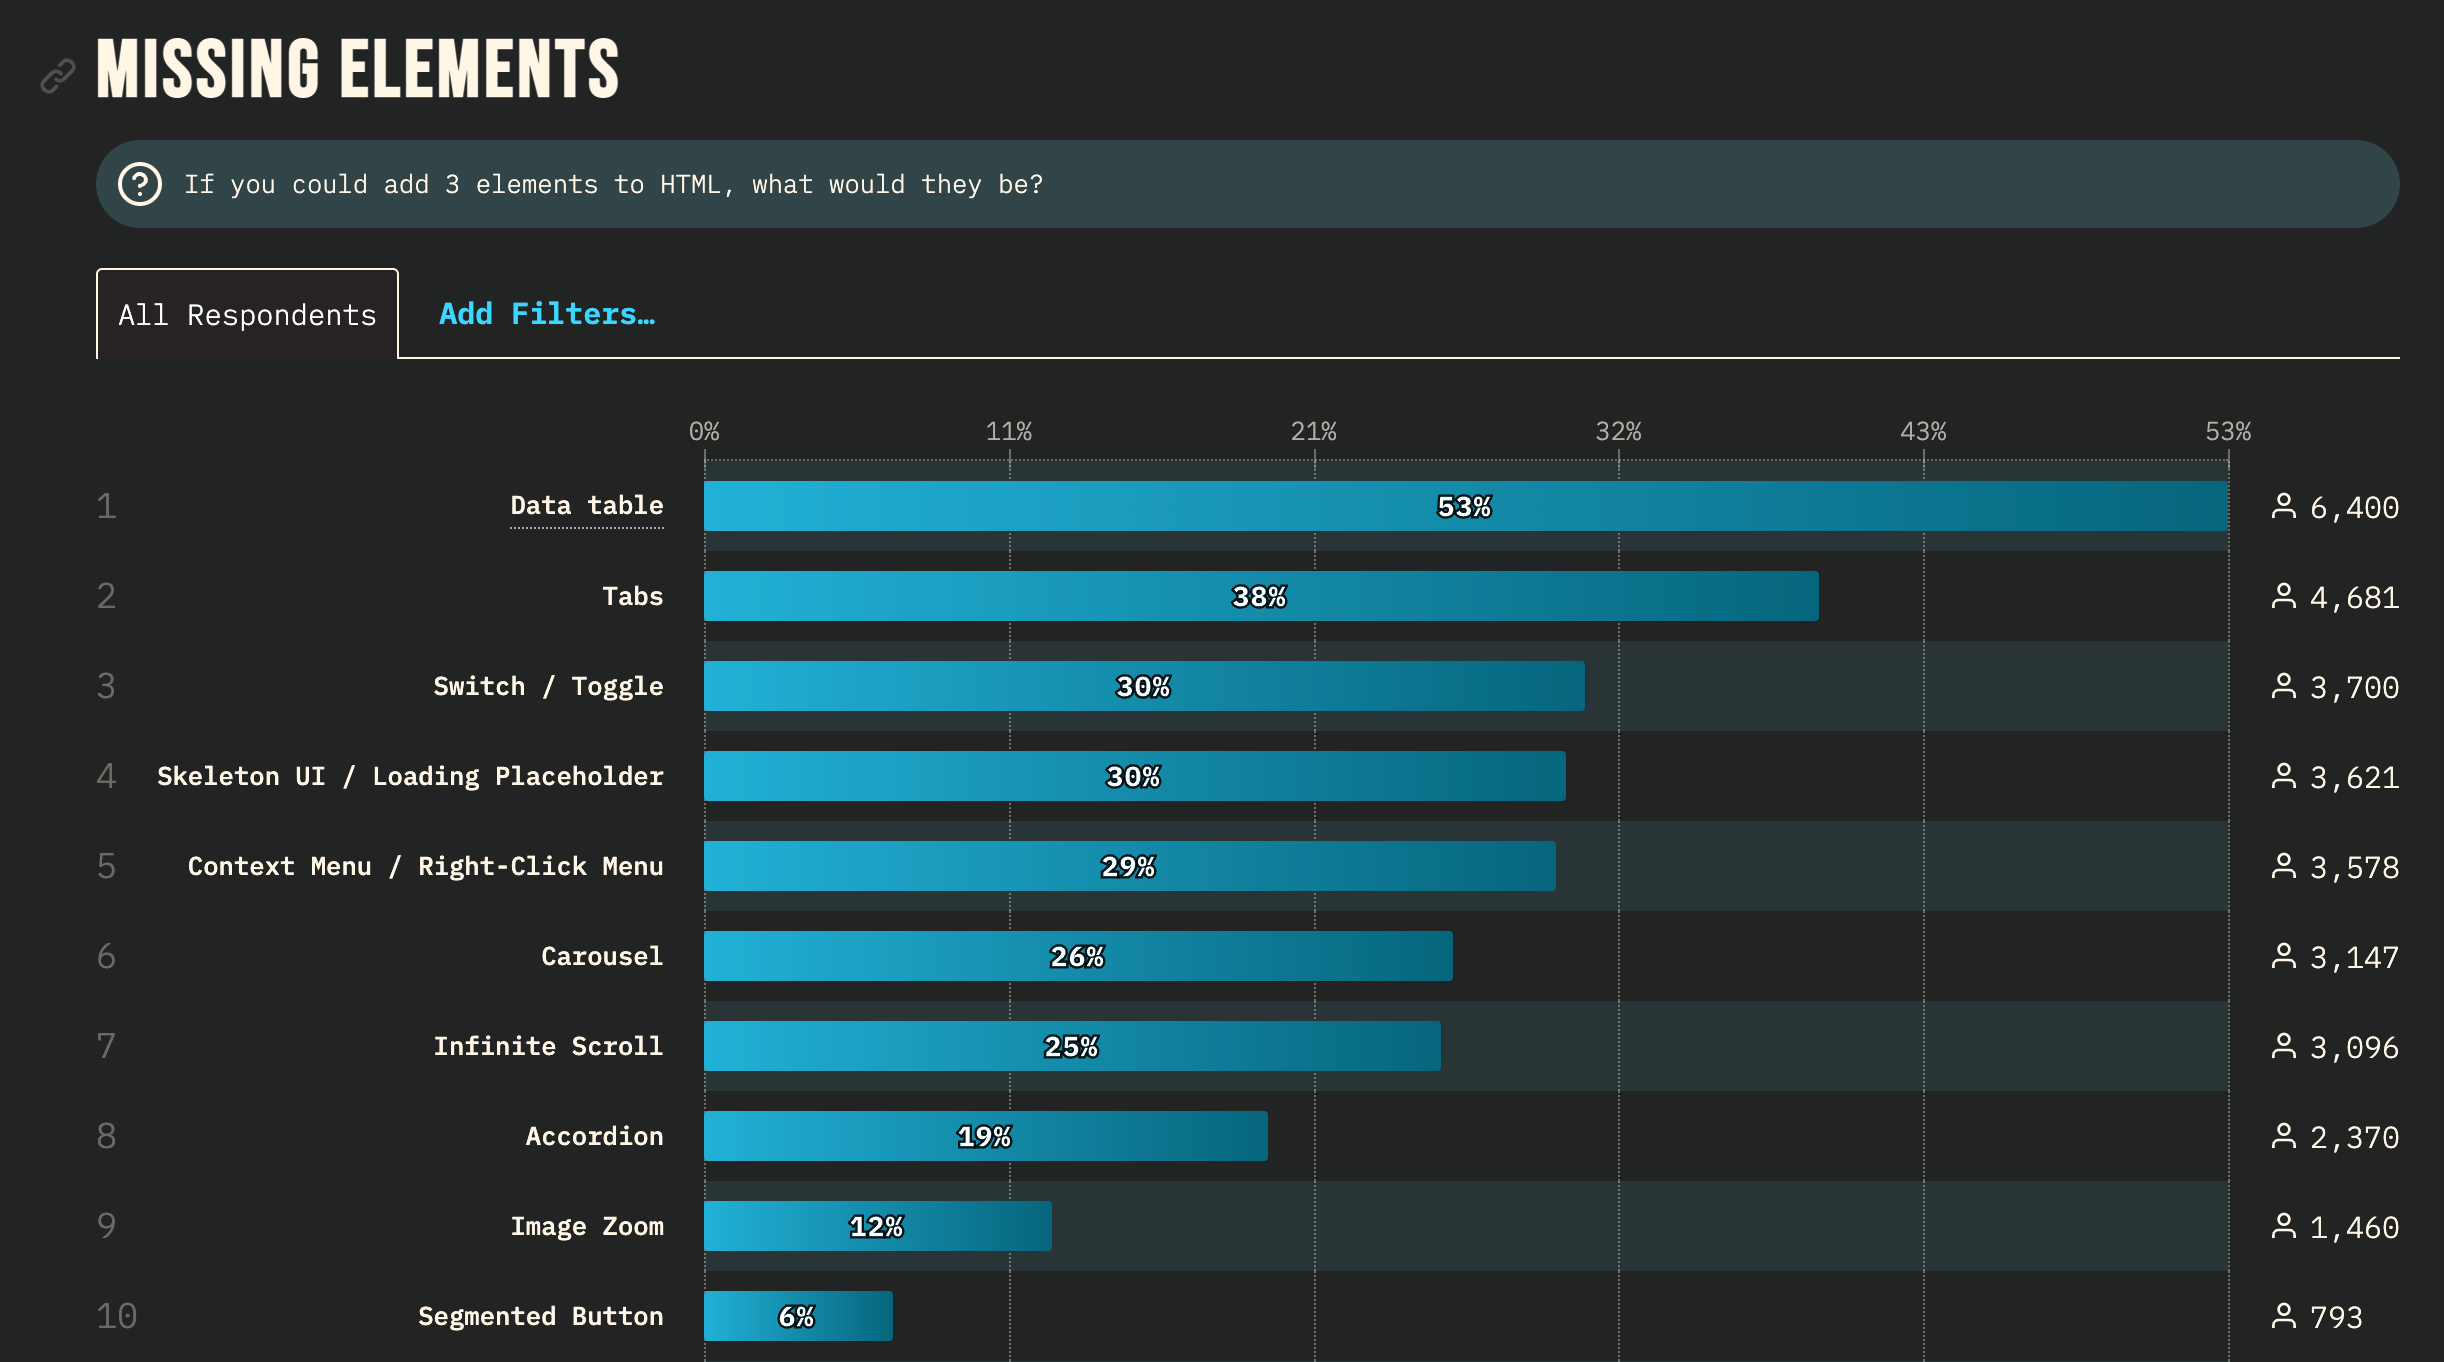 MISSING ELEMENTS
If you could add 3 elements to HTML, what would they be?
All Respondents Add Filters…
0% 11% 21% 32% 43% 53%
1 Data table 53% 6,400
2 Tabs 38% 4,681
3 Switch / Toggle 30% 3,700
4 Skeleton UI / Loading Placeholder 30% 3,621
5 Context Menu / Right-Click Menu 29% 3,578
6 Carousel 26% 3,147
7 Infinite Scroll 25% 3,096
8 Accordion 19% 2,370
9 Image Zoom 12% 1,460
10 Segmented Button 6% 793